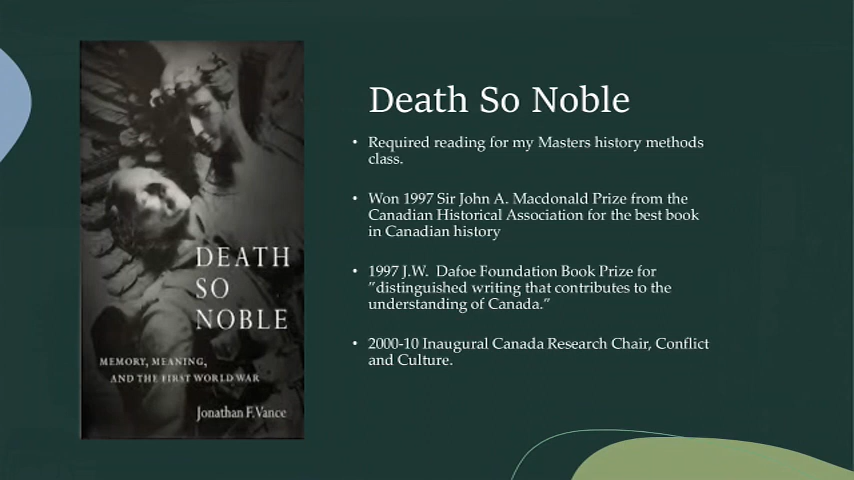 DEATH
SO
NOBLE
MEMORY, MEANING,
AND THE FIRST WORLD WAR
Jonathan F. Vance
Death So Noble
• Required reading for my Masters history methods
class.
• Won 1997 Sir John A. Macdonald Prize from the
Canadian Historical Association for the best book
in Canadian history
• 1997 J.W.  Dafoe Foundation Book Prize for
”distinguished writing that contributes to the
understanding of Canada.”
• 2000-10 Inaugural Canada Research Chair, Conflict
and Culture.